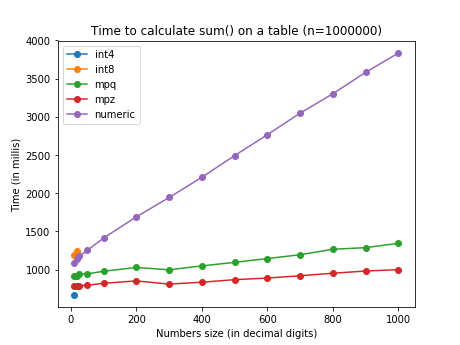 Time to calculate sum() on a table (n=1000000)
int4
int8
mpq
mpz
numeric
Time (in millis)
4000
3500
3000
2500
2000
1500
1000
0 200 400 600 800 1000
Numbers size (in decimal digits)